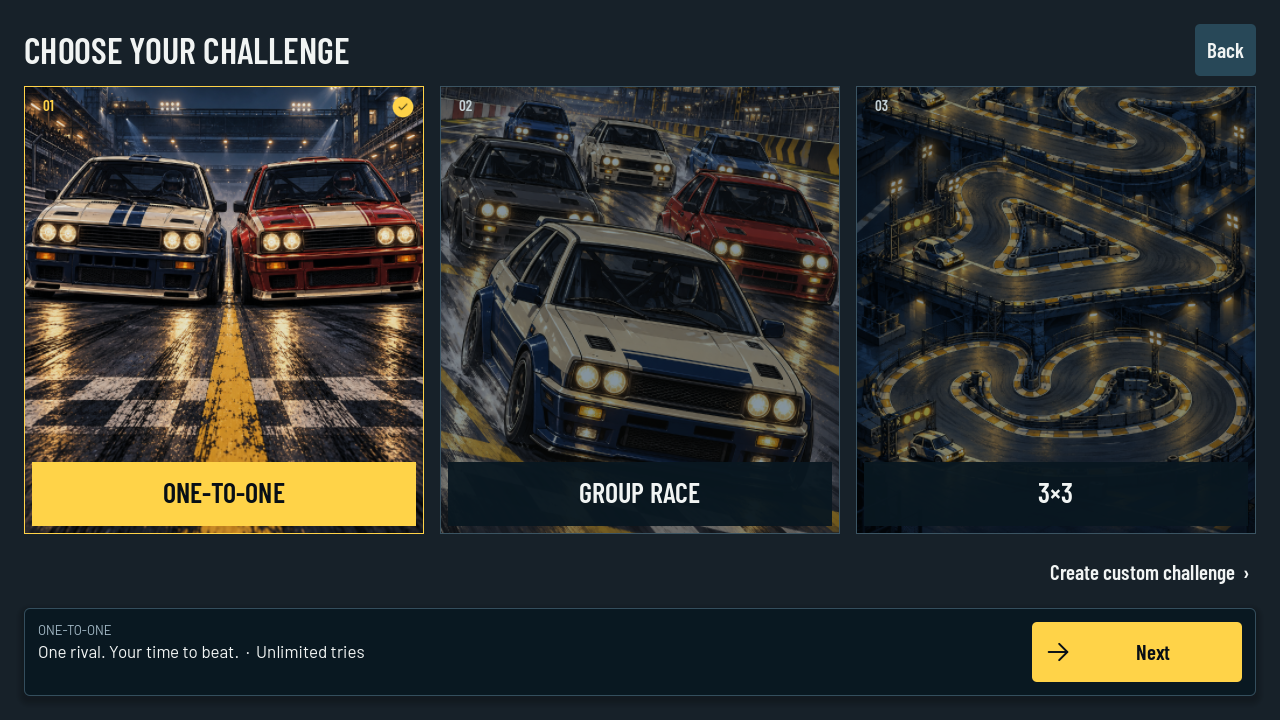 CHOOSE YOUR CHALLENGE
Back
01
02
03
ONE-TO-ONE
GROUP RACE
3×3
Create custom challenge ›
ONE-TO-ONE
One rival. Your time to beat. · Unlimited tries
Next